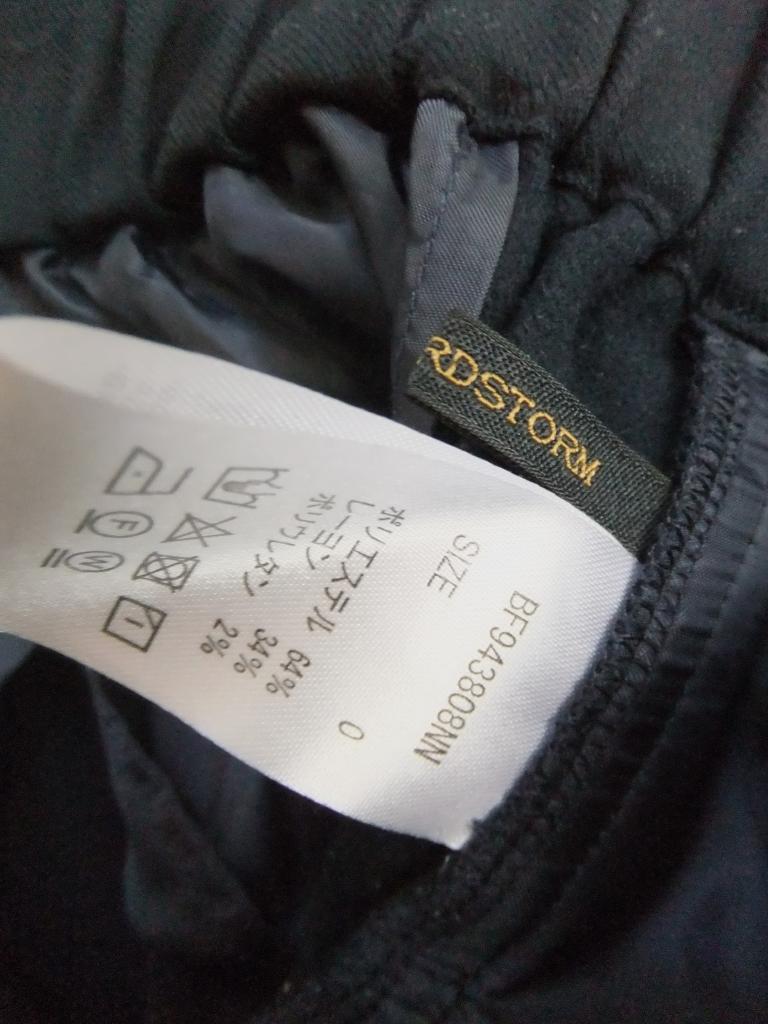 RDSTORM
BF943808NN
SIZE 0
ポリエステル 64%
レーヨン 34%
ポリウレタン 2%
F
W